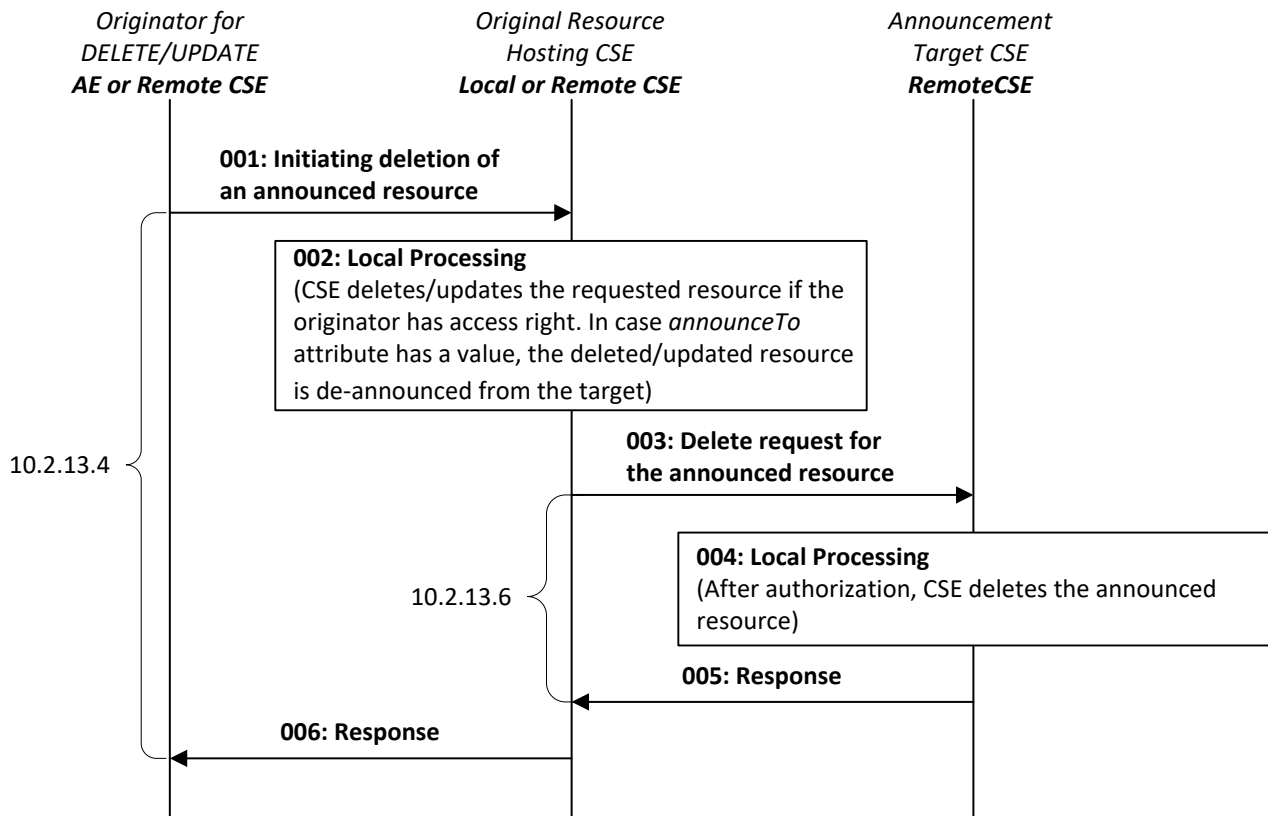 Originator for
DELETE/UPDATE
AE or Remote CSE
Original Resource
Hosting CSE
Local or Remote CSE
Announcement
Target CSE
RemoteCSE
001: Initiating deletion of
an announced resource
002: Local Processing
(CSE deletes/updates the requested resource if the
originator has access right. In case announceTo
attribute has a value, the deleted/updated resource
is de-announced from the target)
003: Delete request for
the announced resource
10.2.13.4
004: Local Processing
(After authorization, CSE deletes the announced
resource)
10.2.13.6
005: Response
006: Response